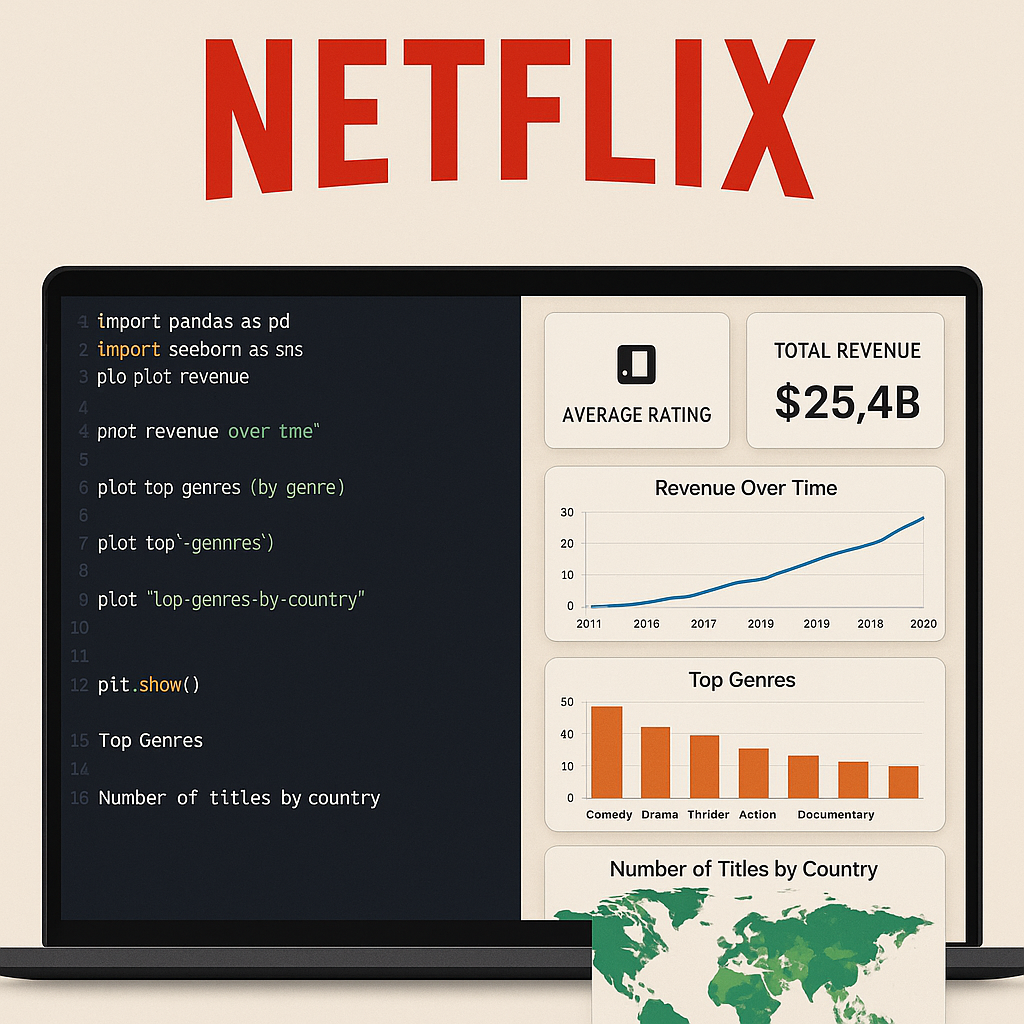 NETFLIX
1 import pandas as pd
2 import seeborn as sns
3 plo plot revenue
4
4 pnot revenue over tme"
5
6 plot top genres (by genre)
6
7 plot top`-gennres`)
8
9 plot "lop-genres-by-country"
10
11
12 pit.show()
15 Top Genres
14
16 Number of titles by country
AVERAGE RATING
TOTAL REVENUE
$25,4B
Revenue Over Time
30
20
10
0
2011 2016 2017 2019 2019 2018 2020
Top Genres
50
40
10
0
Comedy Drama Thrider Action Documentary
Number of Titles by Country